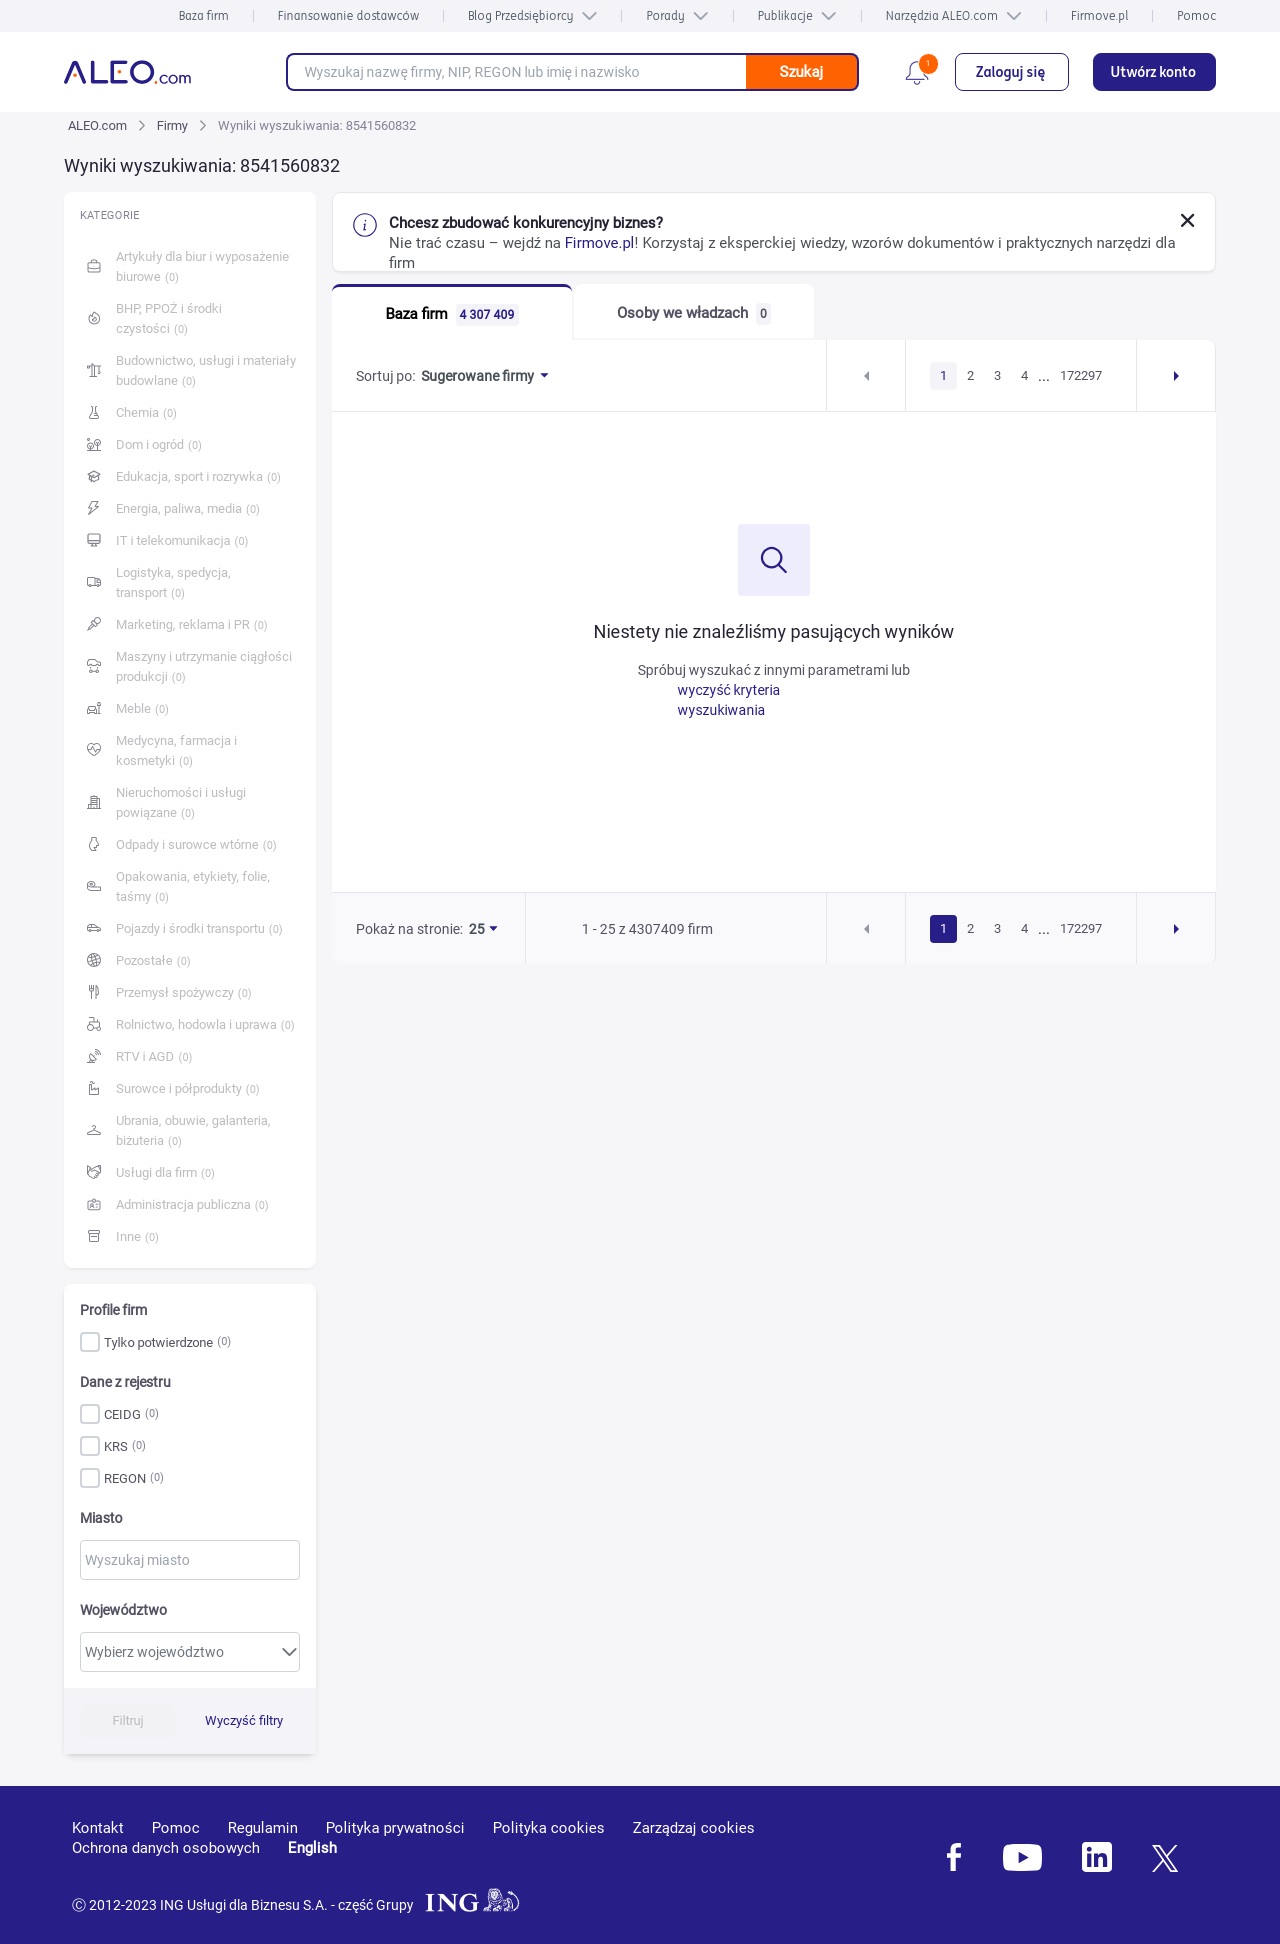 Baza firm Finansowanie dostawców Blog Przedsiębiorcy Porady Publikacje Narzędzia ALEO.com Firmove.pl Pomoc
ALEO.com Wyszukaj nazwę firmy, NIP, REGON lub imię i nazwisko Szukaj 1 Zaloguj się Utwórz konto
ALEO.com Firmy Wyniki wyszukiwania: 8541560832
Wyniki wyszukiwania: 8541560832
KATEGORIE
Artykuły dla biur i wyposażenie
biurowe (0)
BHP, PPOŻ i środki
czystości (0)
Budownictwo, usługi i materiały
budowlane (0)
Chemia (0)
Dom i ogród (0)
Edukacja, sport i rozrywka (0)
Energia, paliwa, media (0)
IT i telekomunikacja (0)
Logistyka, spedycja,
transport (0)
Marketing, reklama i PR (0)
Maszyny i utrzymanie ciągłości
produkcji (0)
Meble (0)
Medycyna, farmacja i
kosmetyki (0)
Nieruchomości i usługi
powiązane (0)
Odpady i surowce wtórne (0)
Opakowania, etykiety, folie,
taśmy (0)
Pojazdy i środki transportu (0)
Pozostałe (0)
Przemysł spożywczy (0)
Rolnictwo, hodowla i uprawa (0)
RTV i AGD (0)
Surowce i półprodukty (0)
Ubrania, obuwie, galanteria,
biżuteria (0)
Usługi dla firm (0)
Administracja publiczna (0)
Inne (0)
Profile firm
Tylko potwierdzone (0)
Dane z rejestru
CEIDG (0)
KRS (0)
REGON (0)
Miasto
Wyszukaj miasto
Województwo
Wybierz województwo
Filtruj Wyczyść filtry
Chcesz zbudować konkurencyjny biznes?
Nie trać czasu – wejdź na Firmove.pl! Korzystaj z eksperckiej wiedzy, wzorów dokumentów i praktycznych narzędzi dla
firm
Baza firm 4 307 409 Osoby we władzach 0
Sortuj po: Sugerowane firmy 1 2 3 4 ... 172297
Niestety nie znaleźliśmy pasujących wyników
Spróbuj wyszukać z innymi parametrami lub
wyczyść kryteria
wyszukiwania
Pokaż na stronie: 25 1 - 25 z 4307409 firm 1 2 3 4 ... 172297
Kontakt Pomoc Regulamin Polityka prywatności Polityka cookies Zarządzaj cookies
Ochrona danych osobowych English
Ⓒ 2012-2023 ING Usługi dla Biznesu S.A. - część Grupy ING